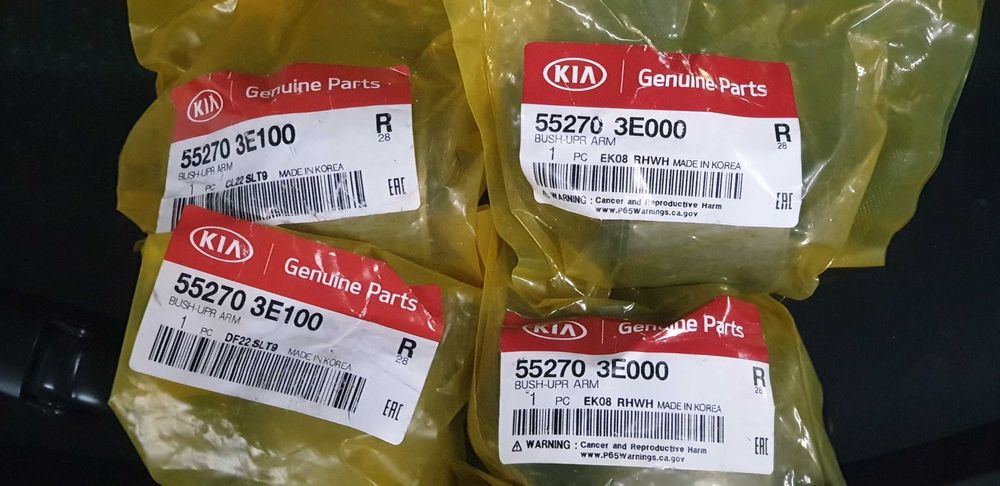 KIA Genuine Parts
55270 3E100 R
BUSH-UPR ARM 28
1 PC CL22 SLT9 MADE IN KOREA
EAC
KIA Genuine Parts
55270 3E000 R
BUSH-UPR ARM 28
1 PC EK08 RHWH MADE IN KOREA
WARNING : Cancer and Reproductive Harm EAC
www.P65Warnings.ca.gov
KIA Genuine Parts
55270 3E100 R
BUSH-UPR ARM 28
1 PC DF22 SLT9 MADE IN KOREA
EAC
KIA Genuine Parts
55270 3E000 R
BUSH-UPR ARM 28
1 PC EK08 RHWH MADE IN KOREA
WARNING : Cancer and Reproductive Harm EAC
www.P65Warnings.ca.gov